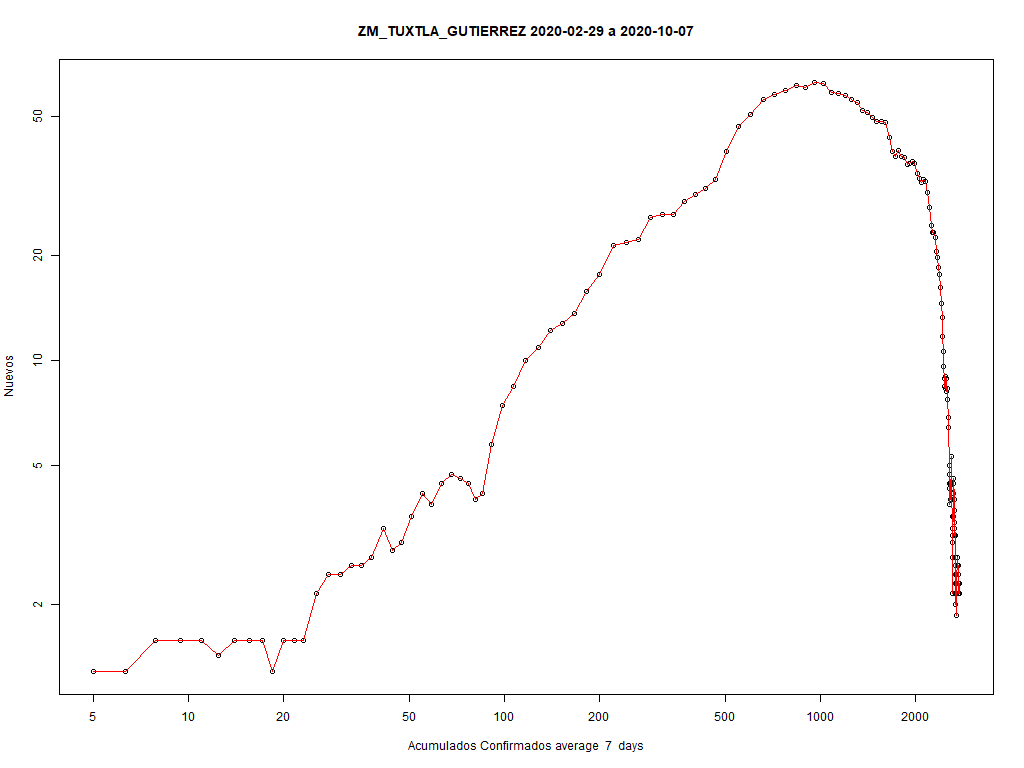 ZM_TUXTLA_GUTIERREZ 2020-02-29 a 2020-10-07
50
20
10
5
2
Nuevos
5 10 20 50 100 200 500 1000 2000
Acumulados Confirmados average 7 days